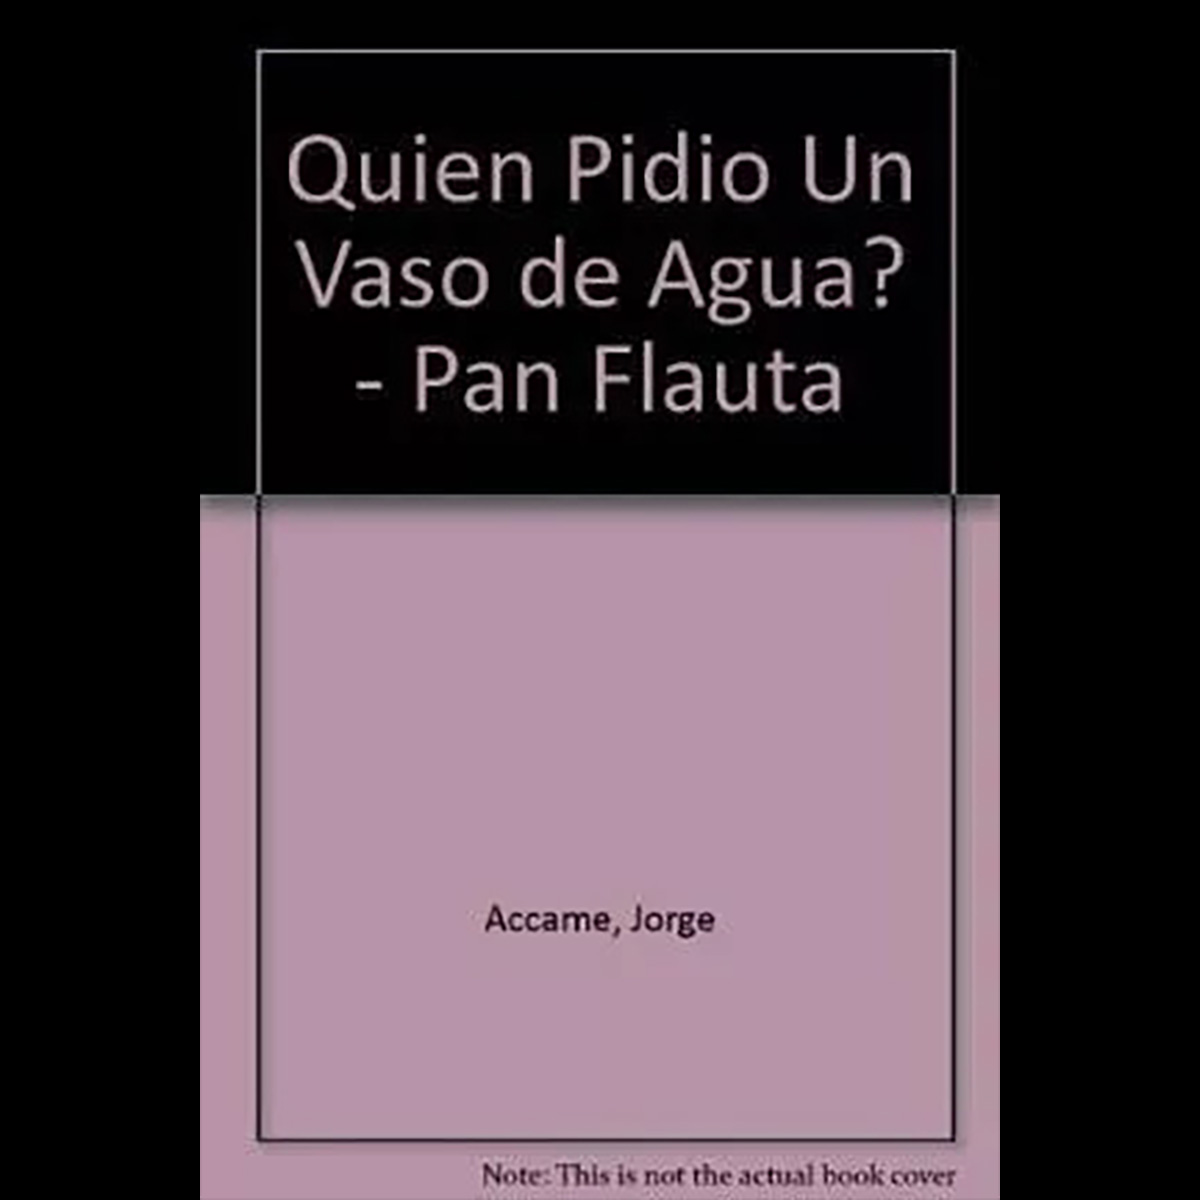 Quien Pidio Un
Vaso de Agua?
- Pan Flauta
Accame, Jorge
Note: This is not the actual book cover